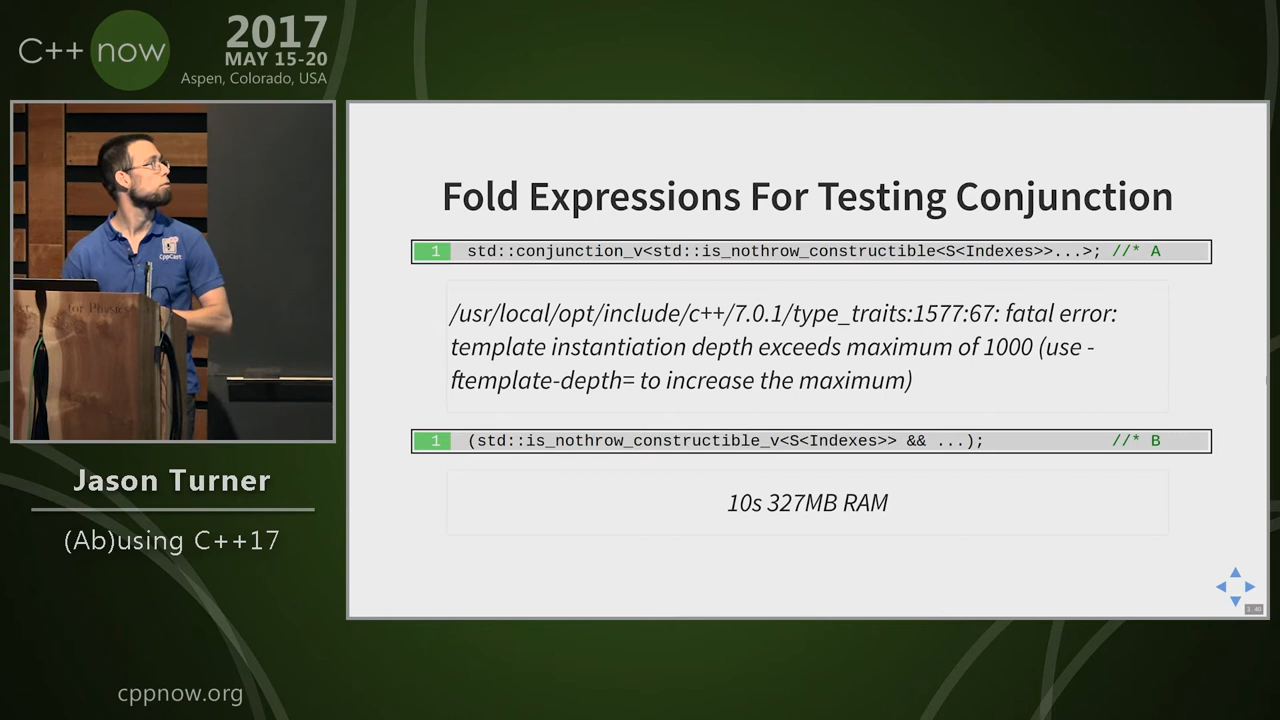 C++ now
2017
MAY 15-20
Aspen, Colorado, USA
CppCast
for Physics
Jason Turner
(Ab)using C++17
cppnow.org
Fold Expressions For Testing Conjunction
1 std::conjunction_v<std::is_nothrow_constructible<S<Indexes>>...>; //* A
/usr/local/opt/include/c++/7.0.1/type_traits:1577:67: fatal error:
template instantiation depth exceeds maximum of 1000 (use -
ftemplate-depth= to increase the maximum)
1 (std::is_nothrow_constructible_v<S<Indexes>> && ...); //* B
10s 327MB RAM